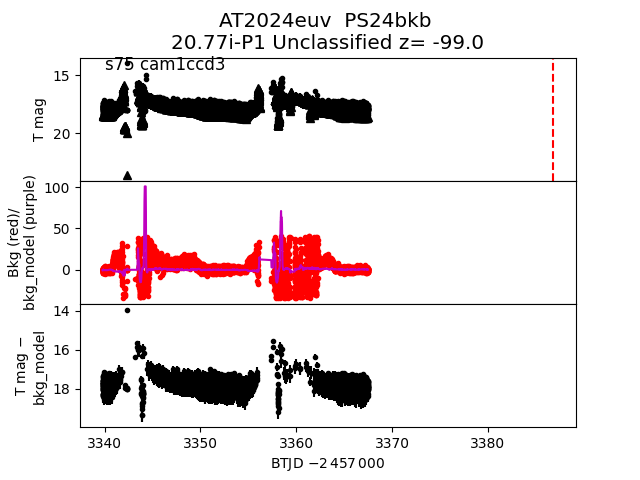 AT2024euv  PS24bkb
20.77i-P1 Unclassified z= -99.0
s75 cam1ccd3
T mag
15
20
Bkg (red)/
bkg_model (purple)
100
50
0
T mag −
bkg_model
14
16
18
3340
3350
3360
3370
3380
BTJD −2 457 000